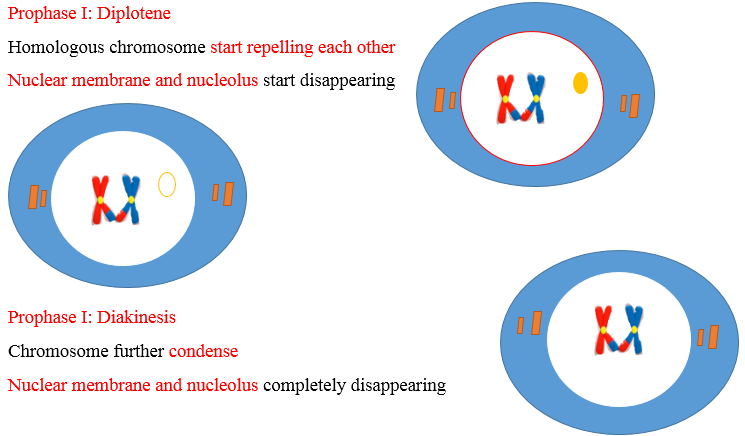 Prophase I: Diplotene
Homologous chromosome start repelling each other
Nuclear membrane and nucleolus start disappearing
Prophase I: Diakinesis
Chromosome further condense
Nuclear membrane and nucleolus completely disappearing